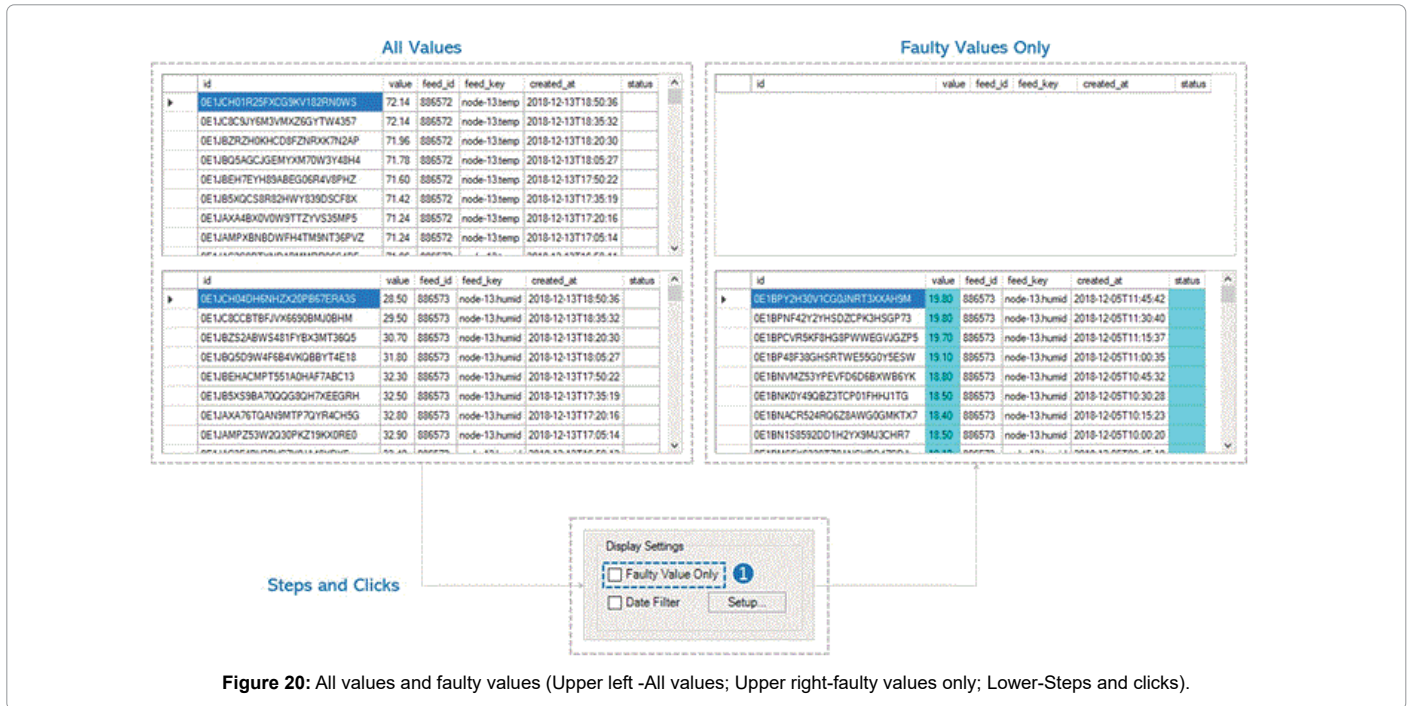 All Values
id value feed_id feed_key created_at status
0E1JCH01R25FXCG9KV182RN0WS 72.14 886572 node-13.temp 2018-12-13T18:50:36
0E1JC8C9JY6M3VMXZ6GYTW4357 72.14 886572 node-13.temp 2018-12-13T18:35:32
0E1JBZRZH0KHCD8FZNRXK7N2AP 71.96 886572 node-13.temp 2018-12-13T18:20:30
0E1JBQ5AGCJGEMYXM70W3Y48H4 71.78 886572 node-13.temp 2018-12-13T18:05:27
0E1JBEH7EYH89ABEG06R4V8PHZ 71.60 886572 node-13.temp 2018-12-13T17:50:22
0E1JB5XQCS8R82HWY839DSCF8X 71.42 886572 node-13.temp 2018-12-13T17:35:19
0E1JAXA4BX0V0W9TTZYVS35MP5 71.24 886572 node-13.temp 2018-12-13T17:20:16
0E1JAMPXBNBDWFH4TM9NT36PVZ 71.24 886572 node-13.temp 2018-12-13T17:05:14
id value feed_id feed_key created_at status
0E1JCH04DH6NHZX20PB67ERA3S 28.50 886573 node-13.humid 2018-12-13T18:50:36
0E1JC8CCBTBFJVX6690BMJ0BHM 29.50 886573 node-13.humid 2018-12-13T18:35:32
0E1JBZS2ABWS481FYBX3MT36Q5 30.70 886573 node-13.humid 2018-12-13T18:20:30
0E1JBQ5D9W4F6B4VKQBBYT4E18 31.80 886573 node-13.humid 2018-12-13T18:05:27
0E1JBEHACMPT551A0HAF7ABC13 32.30 886573 node-13.humid 2018-12-13T17:50:22
0E1JB5XS9BA70QQG8QH7XEEGRH 32.50 886573 node-13.humid 2018-12-13T17:35:19
0E1JAXA76TQAN9MTP7QYR4CH5G 32.80 886573 node-13.humid 2018-12-13T17:20:16
0E1JAMPZ53W2Q30PKZ19KX0RE0 32.90 886573 node-13.humid 2018-12-13T17:05:14
Faulty Values Only
id value feed_id feed_key created_at status
id value feed_id feed_key created_at status
0E1BPY2H30V1CG0JNRT3XXAH9M 19.80 886573 node-13.humid 2018-12-05T11:45:42
0E1BPNF42Y2YHSDZCPK3HSGP73 19.80 886573 node-13.humid 2018-12-05T11:30:40
0E1BPCVR5KF8HG8PWWEGVJGZP5 19.70 886573 node-13.humid 2018-12-05T11:15:37
0E1BP48F38GHSRTWE55G0Y5ESW 19.10 886573 node-13.humid 2018-12-05T11:00:35
0E1BNVMZ53YPEVFD6D6BXWB6YK 18.80 886573 node-13.humid 2018-12-05T10:45:32
0E1BNK0Y49QBZ3TCP01FHHJ1TG 18.50 886573 node-13.humid 2018-12-05T10:30:28
0E1BNACR524RQ6Z8AWG0GMKTX7 18.40 886573 node-13.humid 2018-12-05T10:15:23
0E1BN1S8592DD1H2YX9MJ3CHR7 18.50 886573 node-13.humid 2018-12-05T10:00:20
Steps and Clicks
Display Settings
Faulty Value Only 1
Date Filter Setup...
Figure 20: All values and faulty values (Upper left -All values; Upper right-faulty values only; Lower-Steps and clicks).